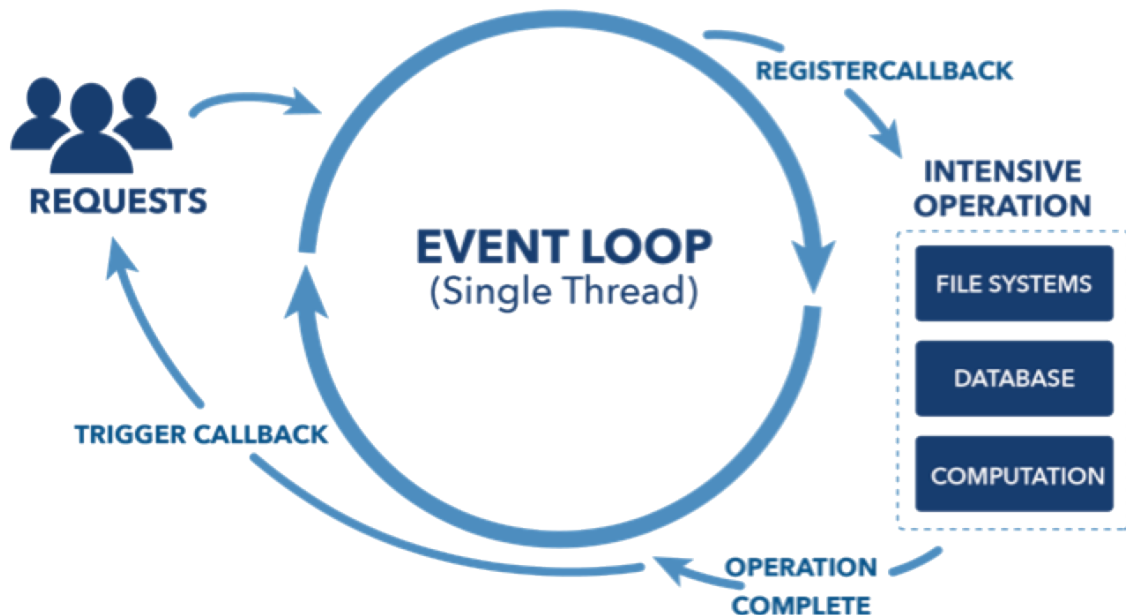 REGISTERCALLBACK
REQUESTS
INTENSIVE
OPERATION
EVENT LOOP
(Single Thread)
FILE SYSTEMS
DATABASE
COMPUTATION
TRIGGER CALLBACK
OPERATION
COMPLETE